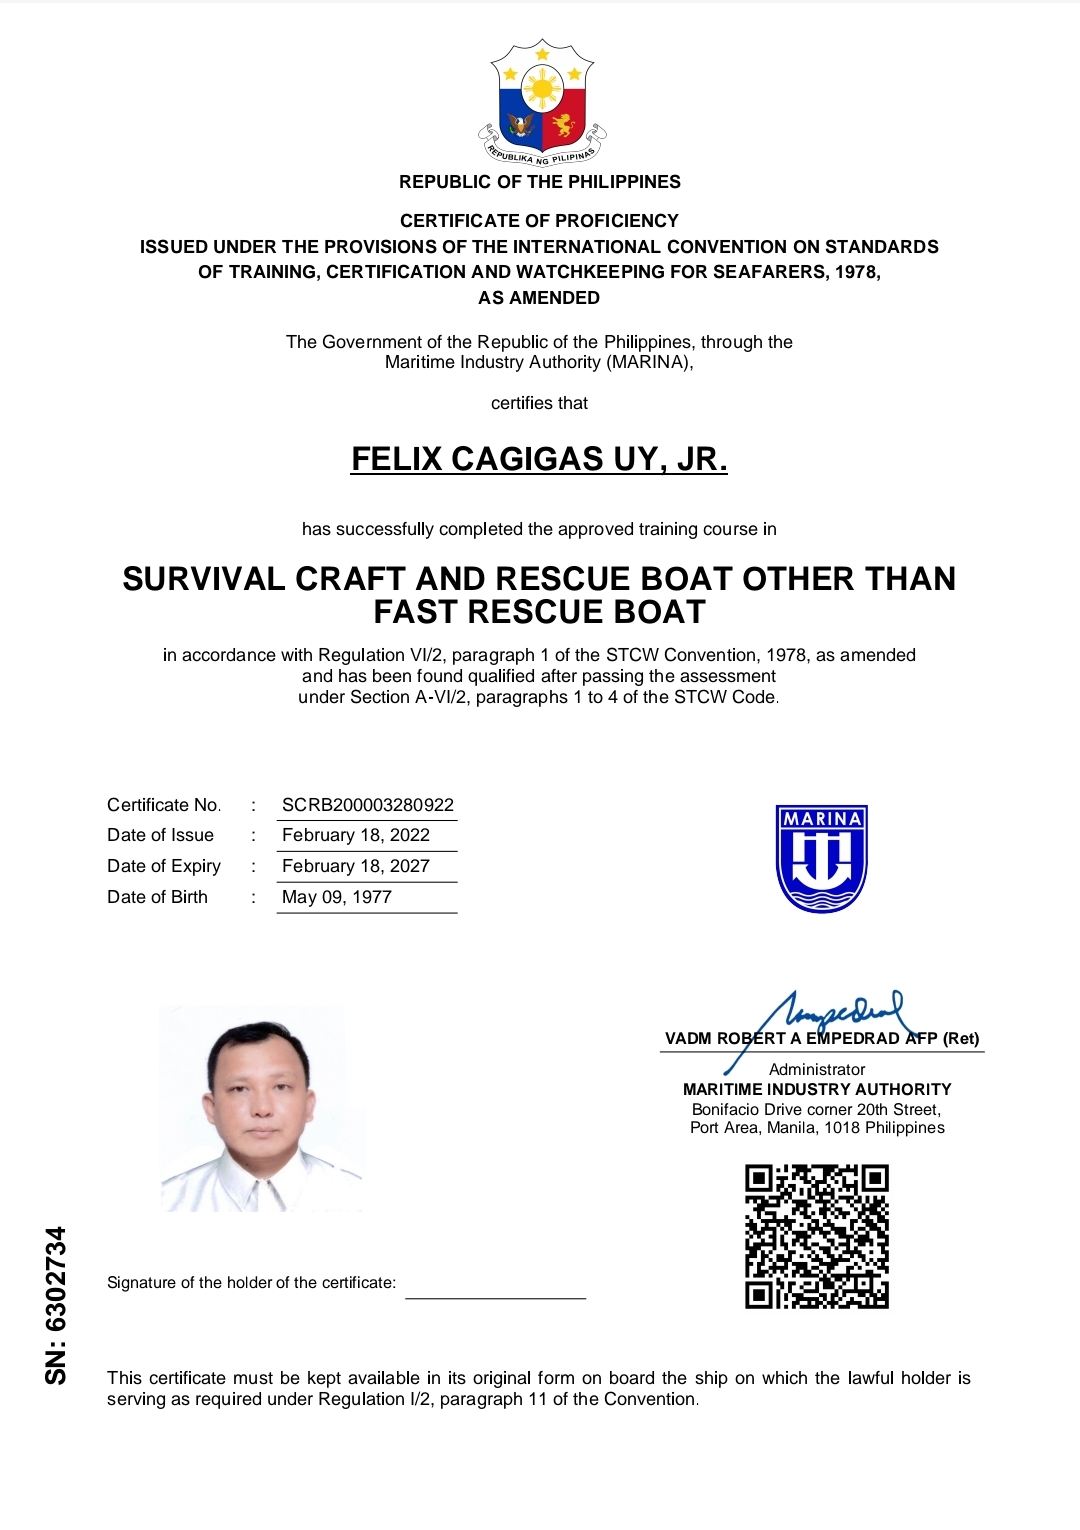 REPUBLIKA NG PILIPINAS
REPUBLIC OF THE PHILIPPINES
CERTIFICATE OF PROFICIENCY
ISSUED UNDER THE PROVISIONS OF THE INTERNATIONAL CONVENTION ON STANDARDS
OF TRAINING, CERTIFICATION AND WATCHKEEPING FOR SEAFARERS, 1978,
AS AMENDED
The Government of the Republic of the Philippines, through the
Maritime Industry Authority (MARINA),
certifies that
FELIX CAGIGAS UY, JR.
has successfully completed the approved training course in
SURVIVAL CRAFT AND RESCUE BOAT OTHER THAN
FAST RESCUE BOAT
in accordance with Regulation VI/2, paragraph 1 of the STCW Convention, 1978, as amended
and has been found qualified after passing the assessment
under Section A-VI/2, paragraphs 1 to 4 of the STCW Code.
Certificate No. : SCRB200003280922
Date of Issue : February 18, 2022
Date of Expiry : February 18, 2027
Date of Birth : May 09, 1977
MARINA
VADM ROBERT A EMPEDRAD AFP (Ret)
Administrator
MARITIME INDUSTRY AUTHORITY
Bonifacio Drive corner 20th Street,
Port Area, Manila, 1018 Philippines
SN: 6302734
Signature of the holder of the certificate:
This certificate must be kept available in its original form on board the ship on which the lawful holder is
serving as required under Regulation I/2, paragraph 11 of the Convention.